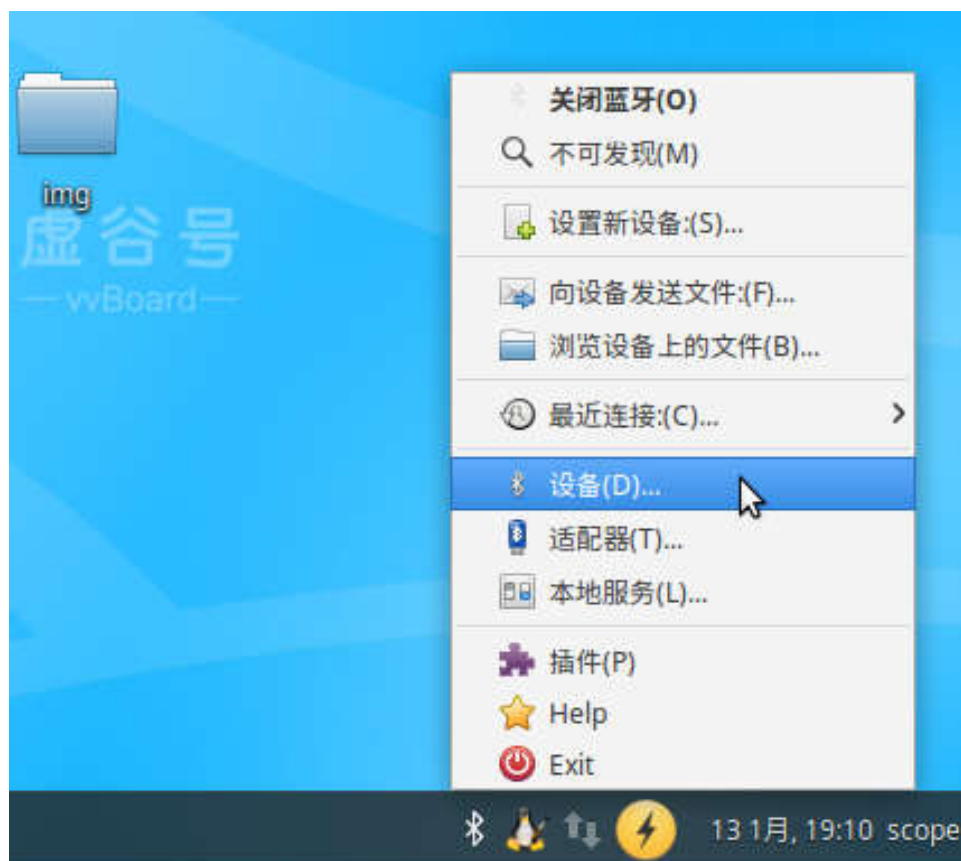 关闭蓝牙(O)
不可发现(M)
img
虚谷号
vvBoard
设置新设备:(S)...
向设备发送文件:(F)...
浏览设备上的文件(B)...
最近连接:(C)...
设备(D)...
适配器(T)...
本地服务(L)...
插件(P)
Help
Exit
13 1月, 19:10 scope